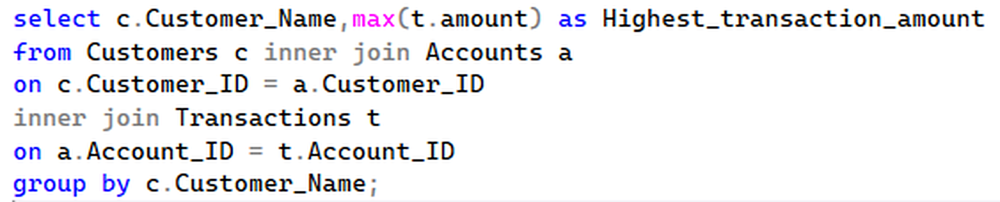 select c.Customer_Name,max(t.amount) as Highest_transaction_amount
from Customers c inner join Accounts a
on c.Customer_ID = a.Customer_ID
inner join Transactions t
on a.Account_ID = t.Account_ID
group by c.Customer_Name;